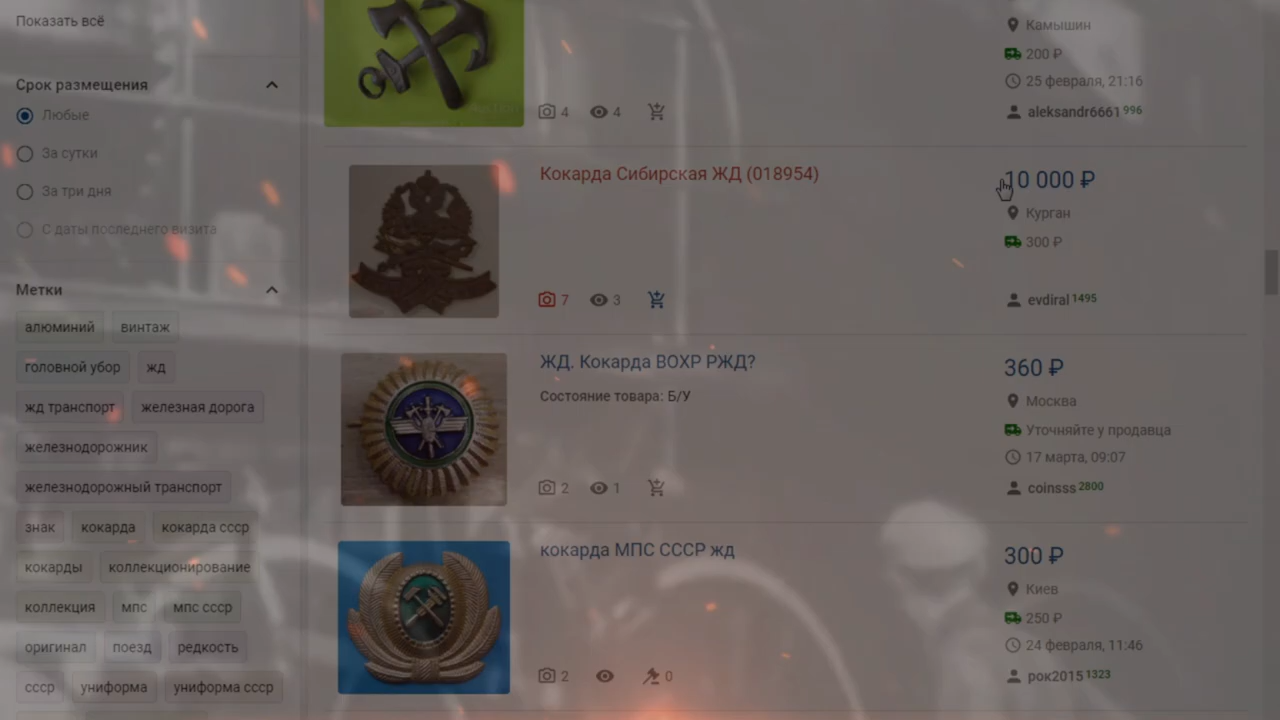 Показать всё
Срок размещения
Любые
За сутки
За три дня
С даты последнего визита
Метки
алюминий винтаж
головной убор жд
жд транспорт железная дорога
железнодорожник
железнодорожный транспорт
знак кокарда кокарда ссср
кокарды коллекционирование
коллекция мпс мпс ссср
оригинал поезд редкость
ссср униформа униформа ссср
4 4
Камышин
200 ₽
25 февраля, 21:16
aleksandr6661 996
Кокарда Сибирская ЖД (018954)
7 3
10 000 ₽
Курган
300 ₽
evdiral 1495
ЖД. Кокарда ВОХР РЖД?
Состояние товара: Б/У
2 1
360 ₽
Москва
Уточняйте у продавца
17 марта, 09:07
coinsss 2800
кокарда МПС СССР жд
2 0
300 ₽
Киев
250 ₽
24 февраля, 11:46
рок2015 1323